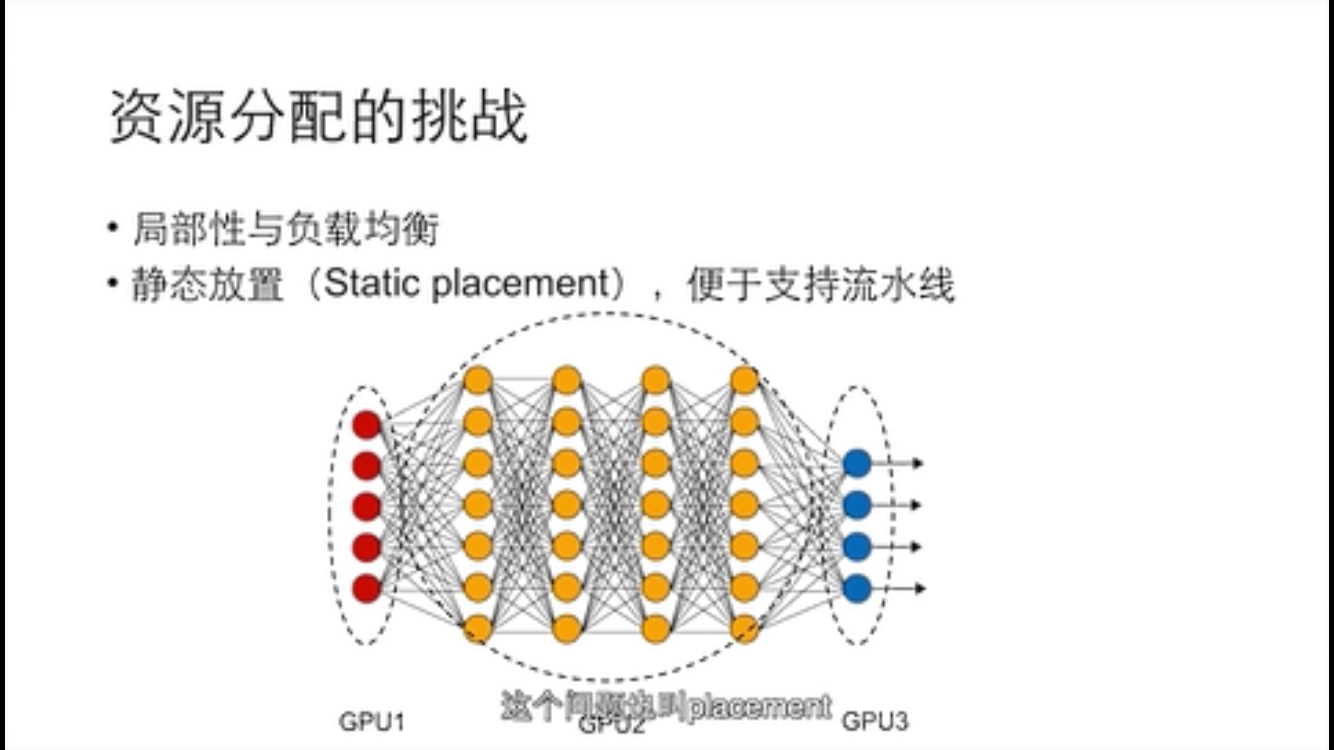 资源分配的挑战
• 局部性与负载均衡
• 静态放置（Static placement），便于支持流水线
这个问题也叫placement
GPU1 GPU2 GPU3